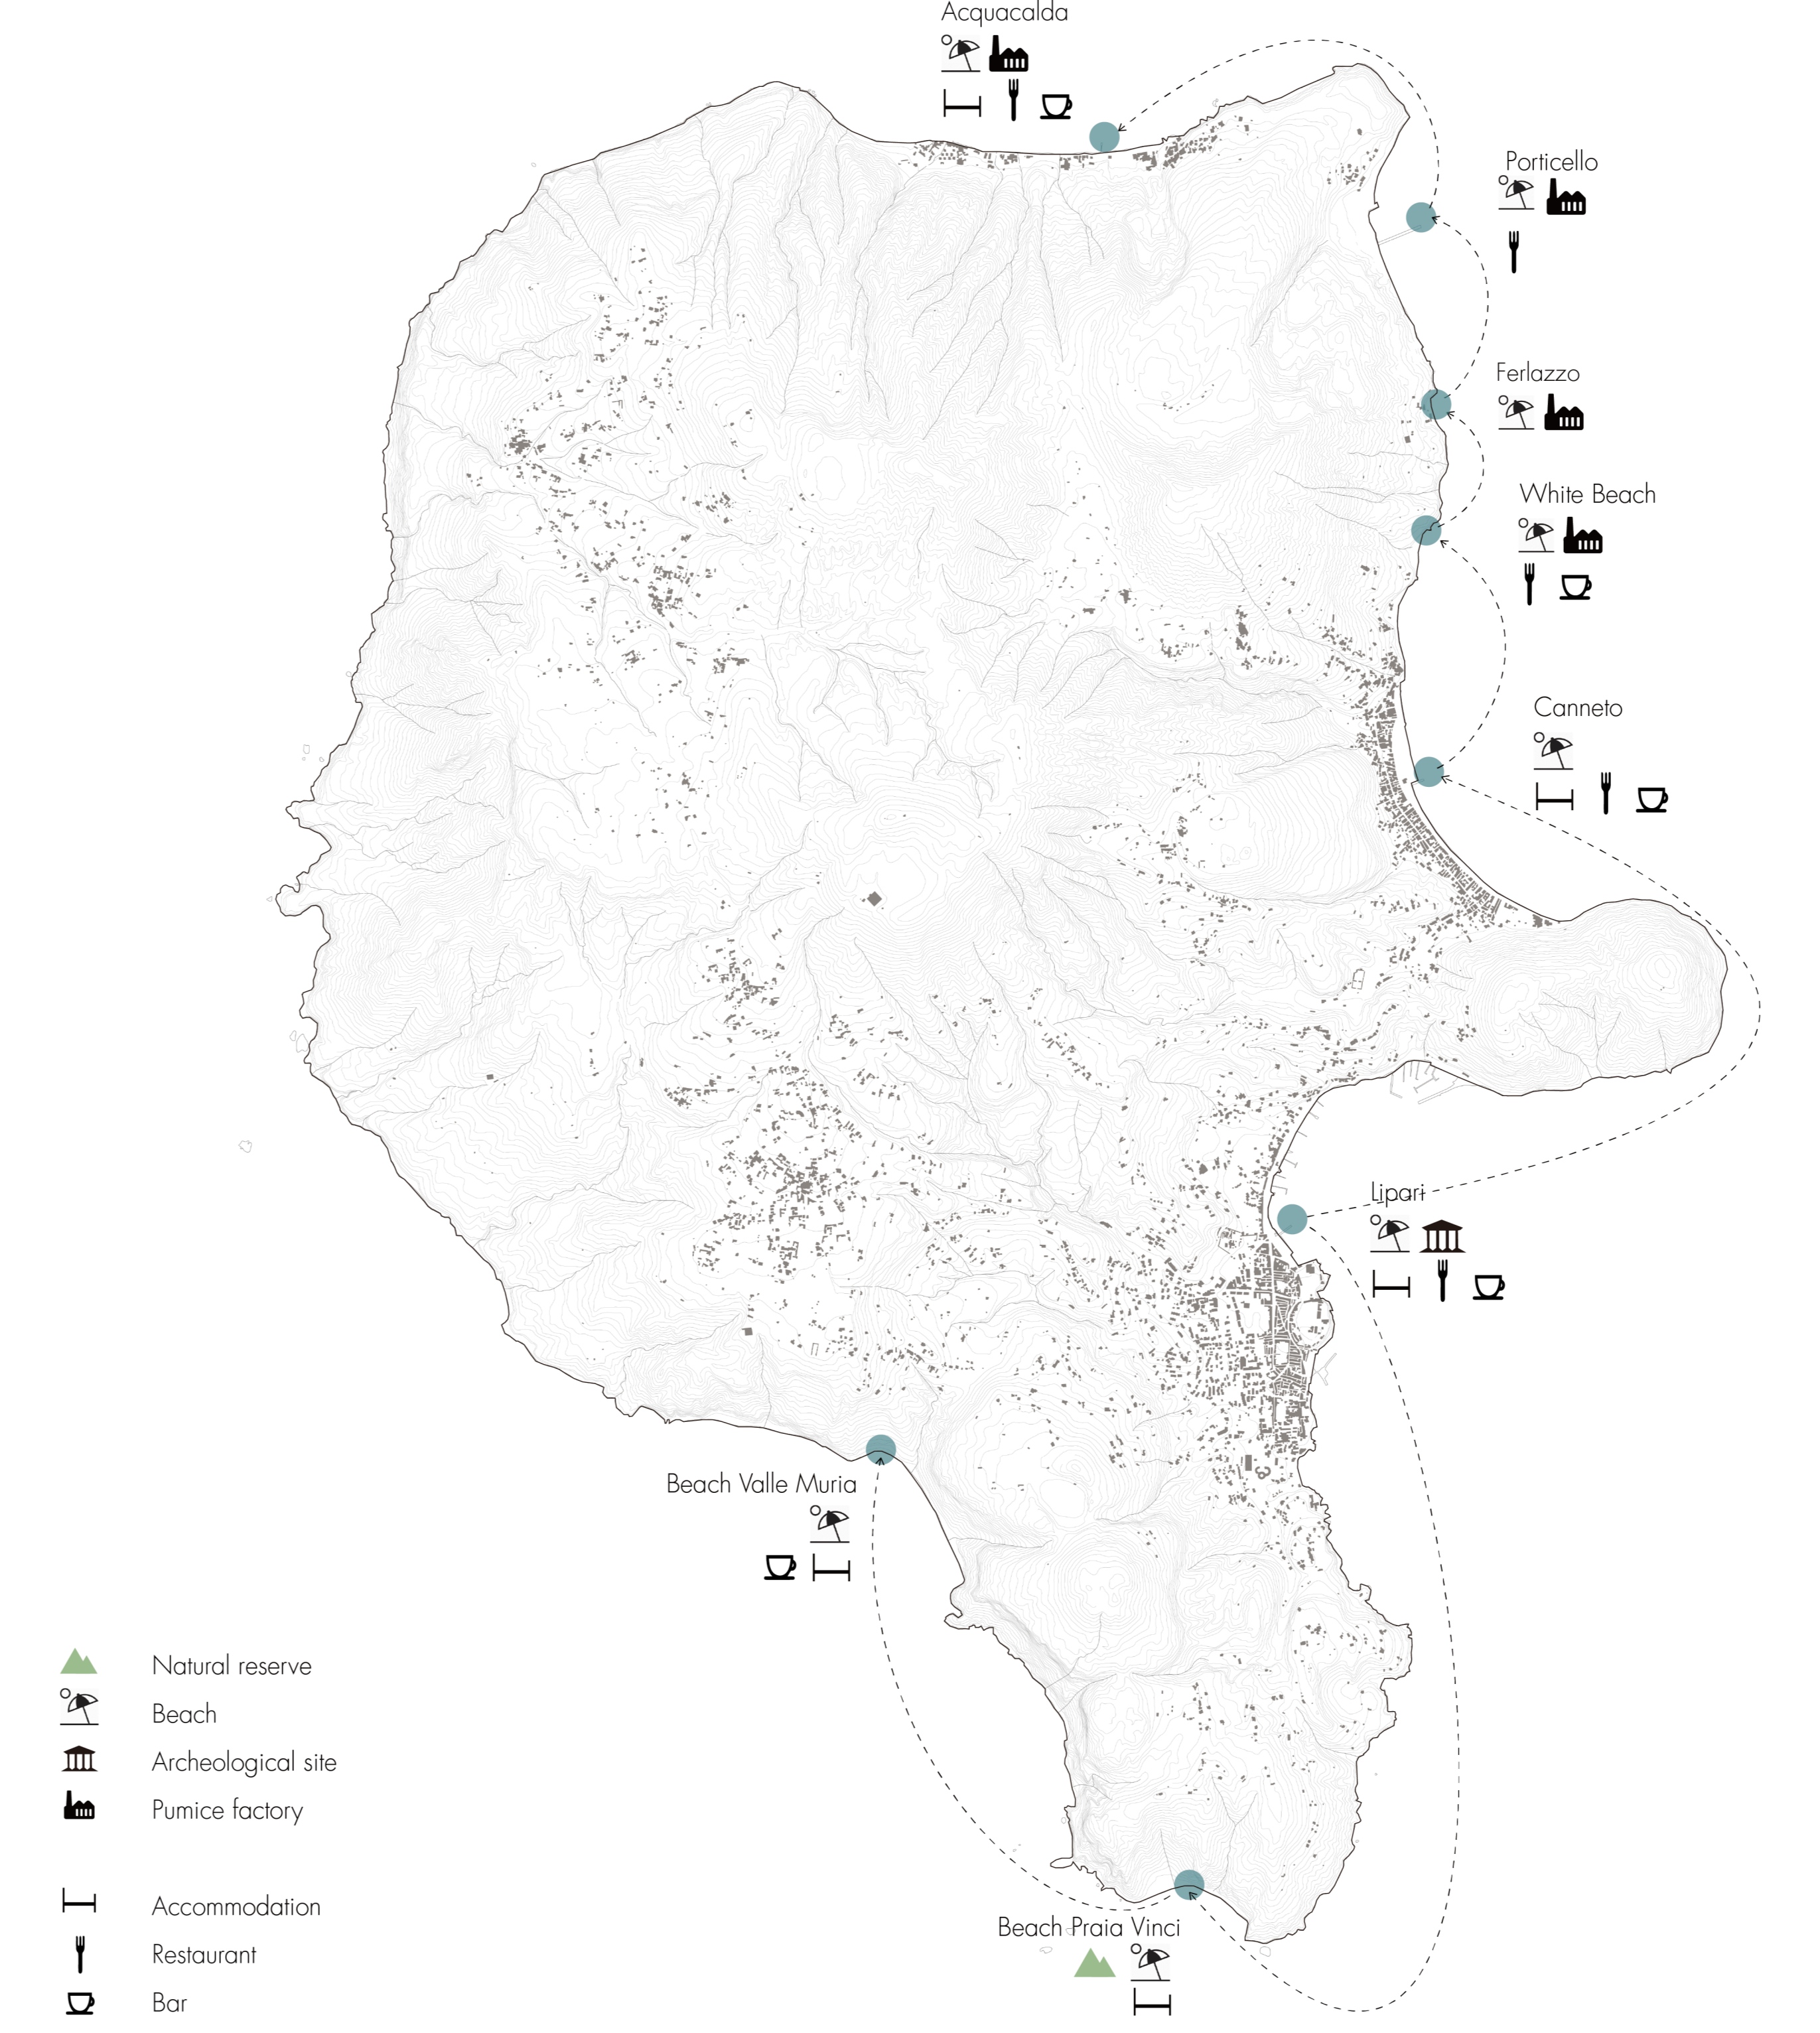 Acquacalda
Porticello
Ferlazzo
White Beach
Canneto
Lipari
Beach Valle Muria
Beach Praia Vinci
Natural reserve
Beach
Archeological site
Pumice factory
Accommodation
Restaurant
Bar